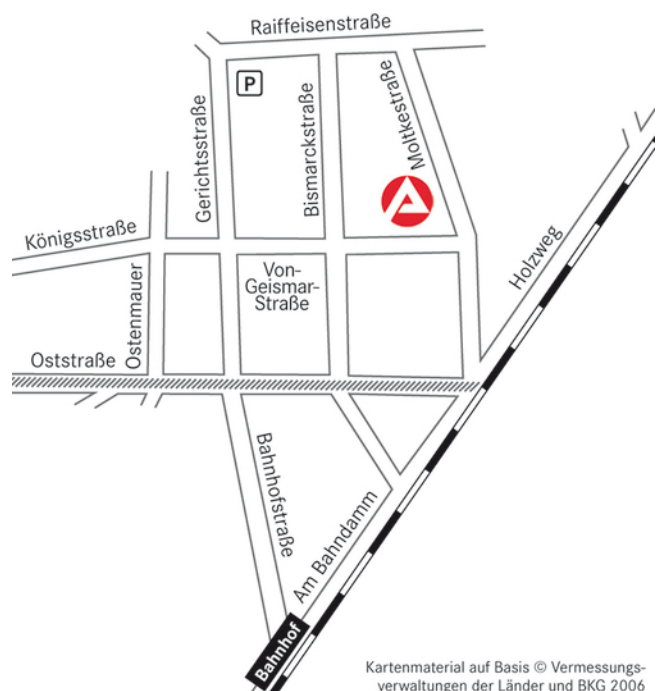 Raiffeisenstraße
P
Gerichtsstraße
Bismarckstraße
Moltkestraße
Königsstraße
Ostenmauer
Von-
Geismar-
Straße
Holzweg
Oststraße
Bahnhofstraße
Am Bahndamm
Bahnhof
Kartenmaterial auf Basis © Vermessungs-
verwaltungen der Länder und BKG 2006